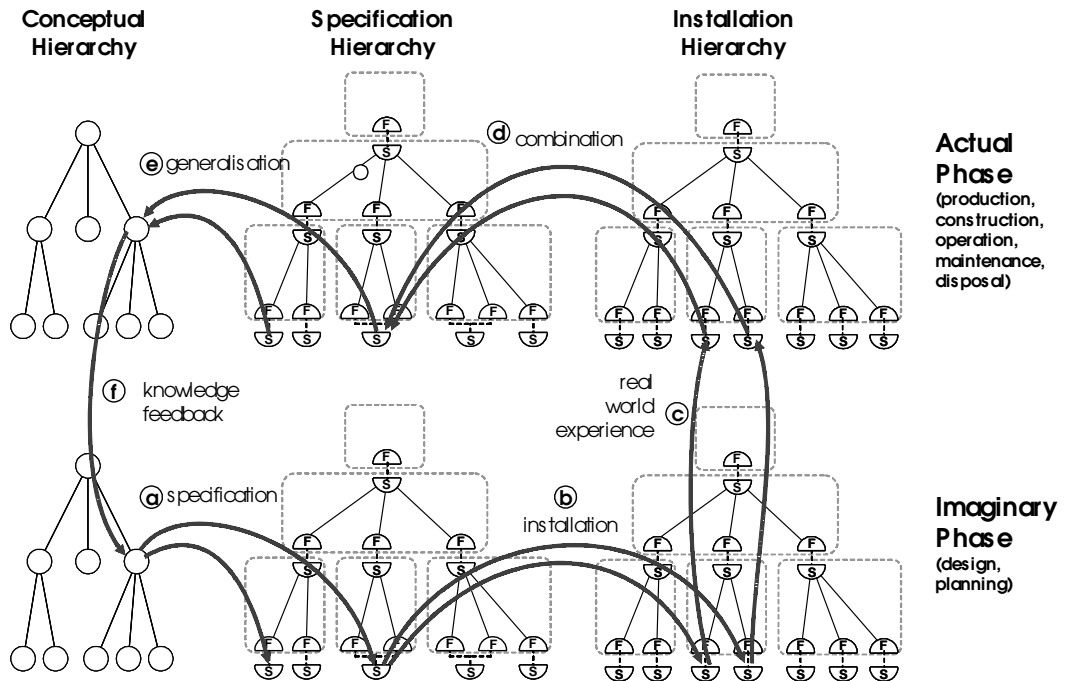 Conceptual
Hierarchy
Specification
Hierarchy
Installation
Hierarchy
F
S
F F F
S S S
F F F F F F F
S S S S S
F
S
F F F
S S S
F F F F F F F
S S S S S S S
e generalisation
d combination
Actual
Phase
(production,
construction,
operation,
maintenance,
disposal)
f knowledge
feedback
real
world
experience
c
a specification
b
installation
F
S
F F F
S S S
F F F F F F F
S S S S S
F
S
F F F
S S S
F F F F F F F
S S S S S S S
Imaginary
Phase
(design,
planning)